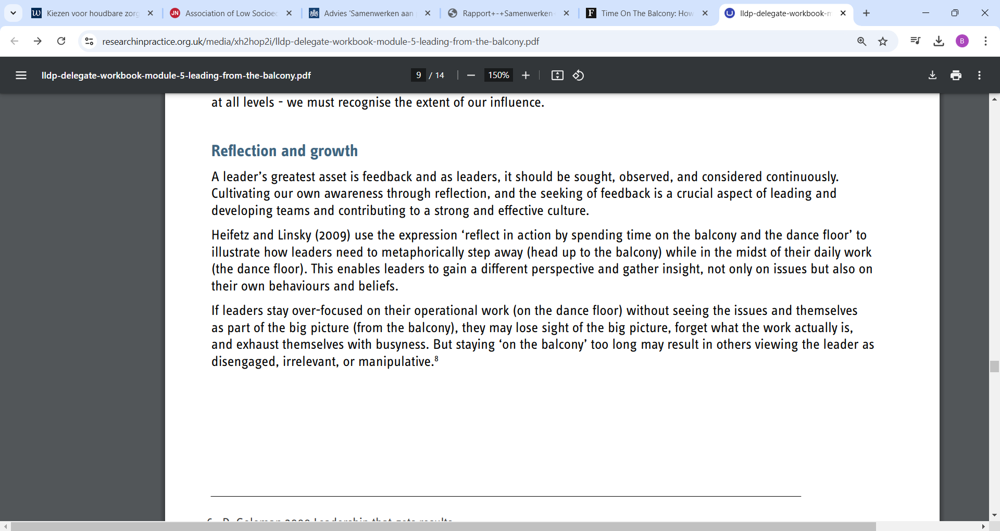 Kiezen voor houdbare zorg
JN Association of Low Socioec
Advies 'Samenwerken aan
Rapport+-+Samenwerken-
F Time On The Balcony: How
lldp-delegate-workbook-m
researchinpractice.org.uk/media/xh2hop2i/lldp-delegate-workbook-module-5-leading-from-the-balcony.pdf
B
lldp-delegate-workbook-module-5-leading-from-the-balcony.pdf
9 / 14
150%
at all levels - we must recognise the extent of our influence.
Reflection and growth
A leader’s greatest asset is feedback and as leaders, it should be sought, observed, and considered continuously.
Cultivating our own awareness through reflection, and the seeking of feedback is a crucial aspect of leading and
developing teams and contributing to a strong and effective culture.
Heifetz and Linsky (2009) use the expression ‘reflect in action by spending time on the balcony and the dance floor’ to
illustrate how leaders need to metaphorically step away (head up to the balcony) while in the midst of their daily work
(the dance floor). This enables leaders to gain a different perspective and gather insight, not only on issues but also on
their own behaviours and beliefs.
If leaders stay over-focused on their operational work (on the dance floor) without seeing the issues and themselves
as part of the big picture (from the balcony), they may lose sight of the big picture, forget what the work actually is,
and exhaust themselves with busyness. But staying ‘on the balcony’ too long may result in others viewing the leader as
disengaged, irrelevant, or manipulative.8
Leadership that gets results